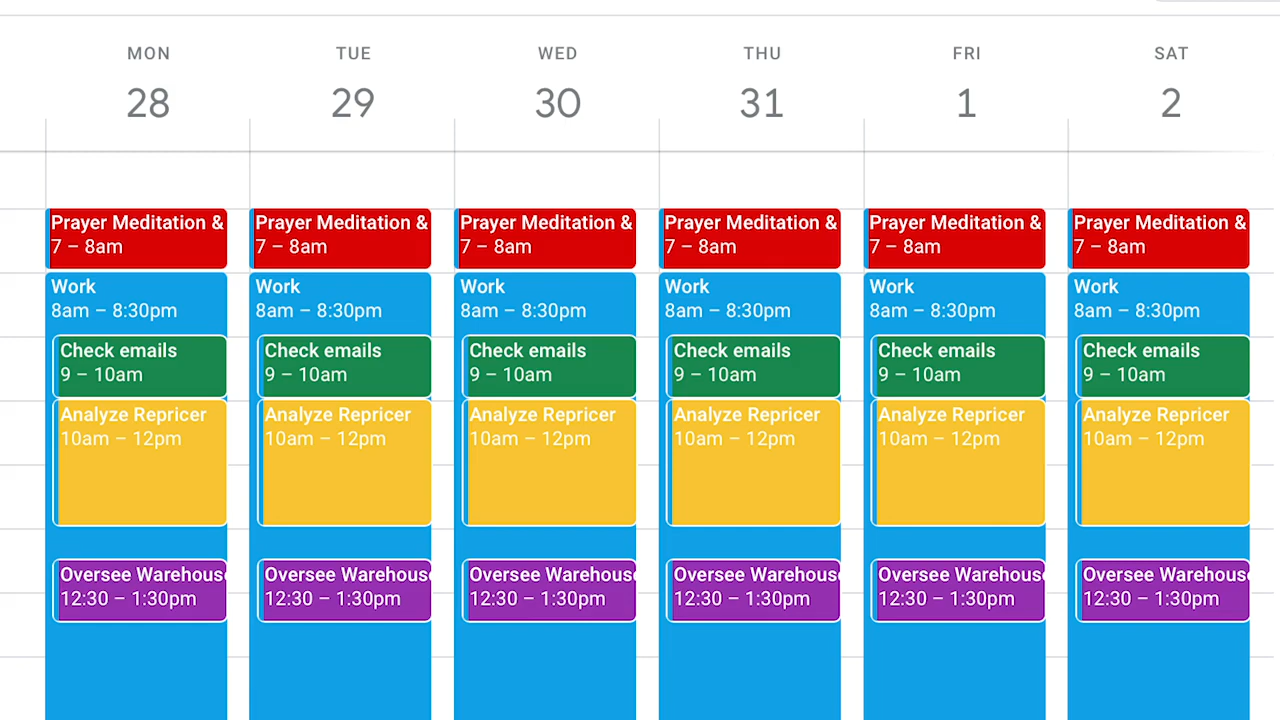 MON TUE WED THU FRI SAT
28 29 30 31 1 2
Prayer Meditation & Prayer Meditation & Prayer Meditation & Prayer Meditation & Prayer Meditation & Prayer Meditation &
7 – 8am 7 – 8am 7 – 8am 7 – 8am 7 – 8am 7 – 8am
Work Work Work Work Work Work
8am – 8:30pm 8am – 8:30pm 8am – 8:30pm 8am – 8:30pm 8am – 8:30pm 8am – 8:30pm
Check emails Check emails Check emails Check emails Check emails Check emails
9 – 10am 9 – 10am 9 – 10am 9 – 10am 9 – 10am 9 – 10am
Analyze Repricer Analyze Repricer Analyze Repricer Analyze Repricer Analyze Repricer Analyze Repricer
10am – 12pm 10am – 12pm 10am – 12pm 10am – 12pm 10am – 12pm 10am – 12pm
Oversee Warehouse Oversee Warehouse Oversee Warehouse Oversee Warehouse Oversee Warehouse Oversee Warehouse
12:30 – 1:30pm 12:30 – 1:30pm 12:30 – 1:30pm 12:30 – 1:30pm 12:30 – 1:30pm 12:30 – 1:30pm